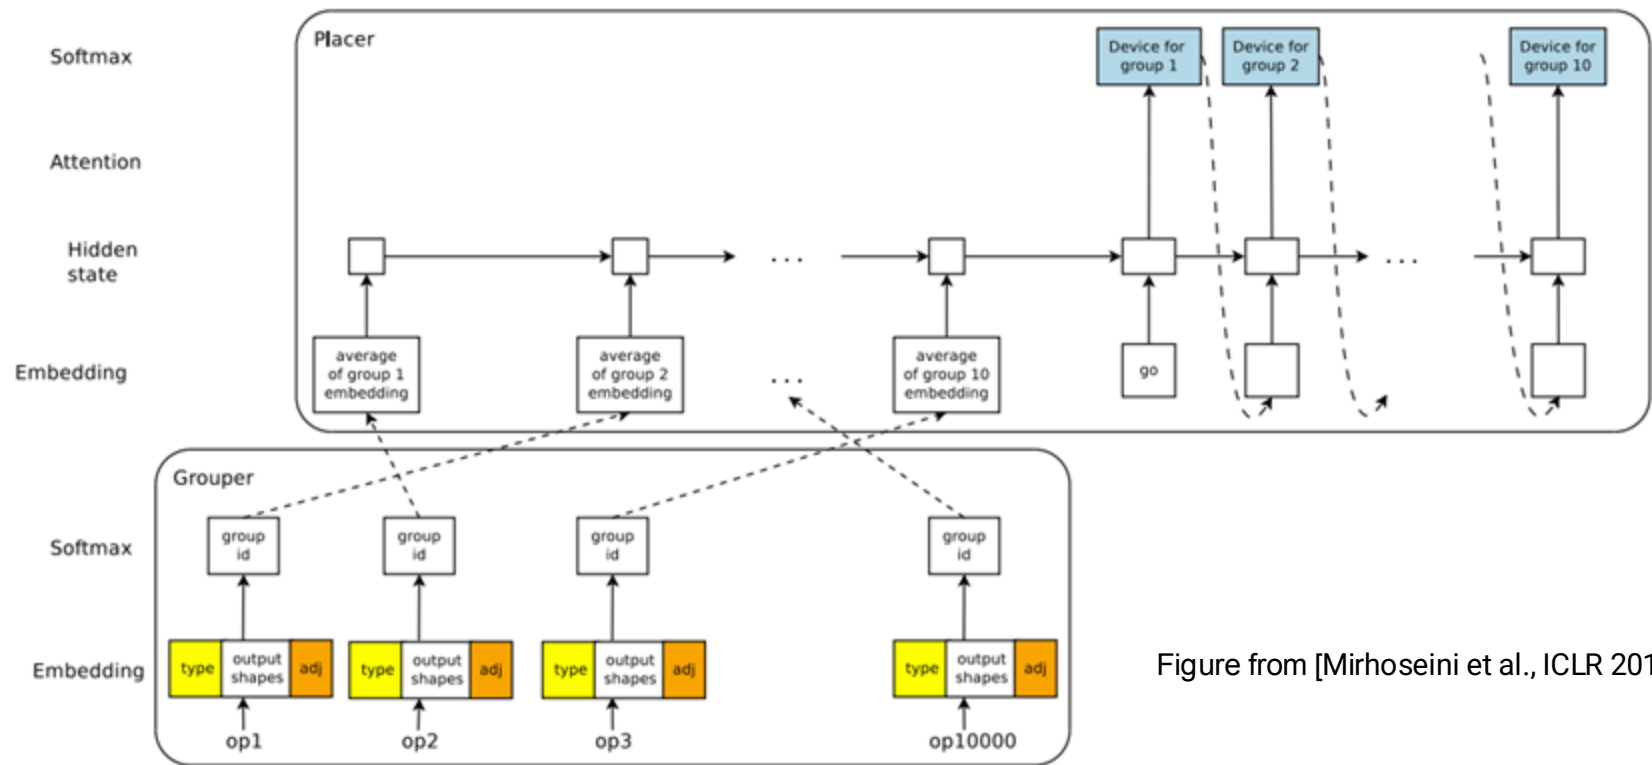 Placer
Softmax
Device for
group 1
Device for
group 2
Device for
group 10
Attention
Hidden
state
...
...
Embedding
average
of group 1
embedding
average
of group 2
embedding
...
average
of group 10
embedding
go
Grouper
Softmax
group
id
group
id
group
id
group
id
Embedding
type
output
shapes
adj
type
output
shapes
adj
type
output
shapes
adj
type
output
shapes
adj
op1
op2
op3
op10000
Figure from [Mirhoseini et al., ICLR 201